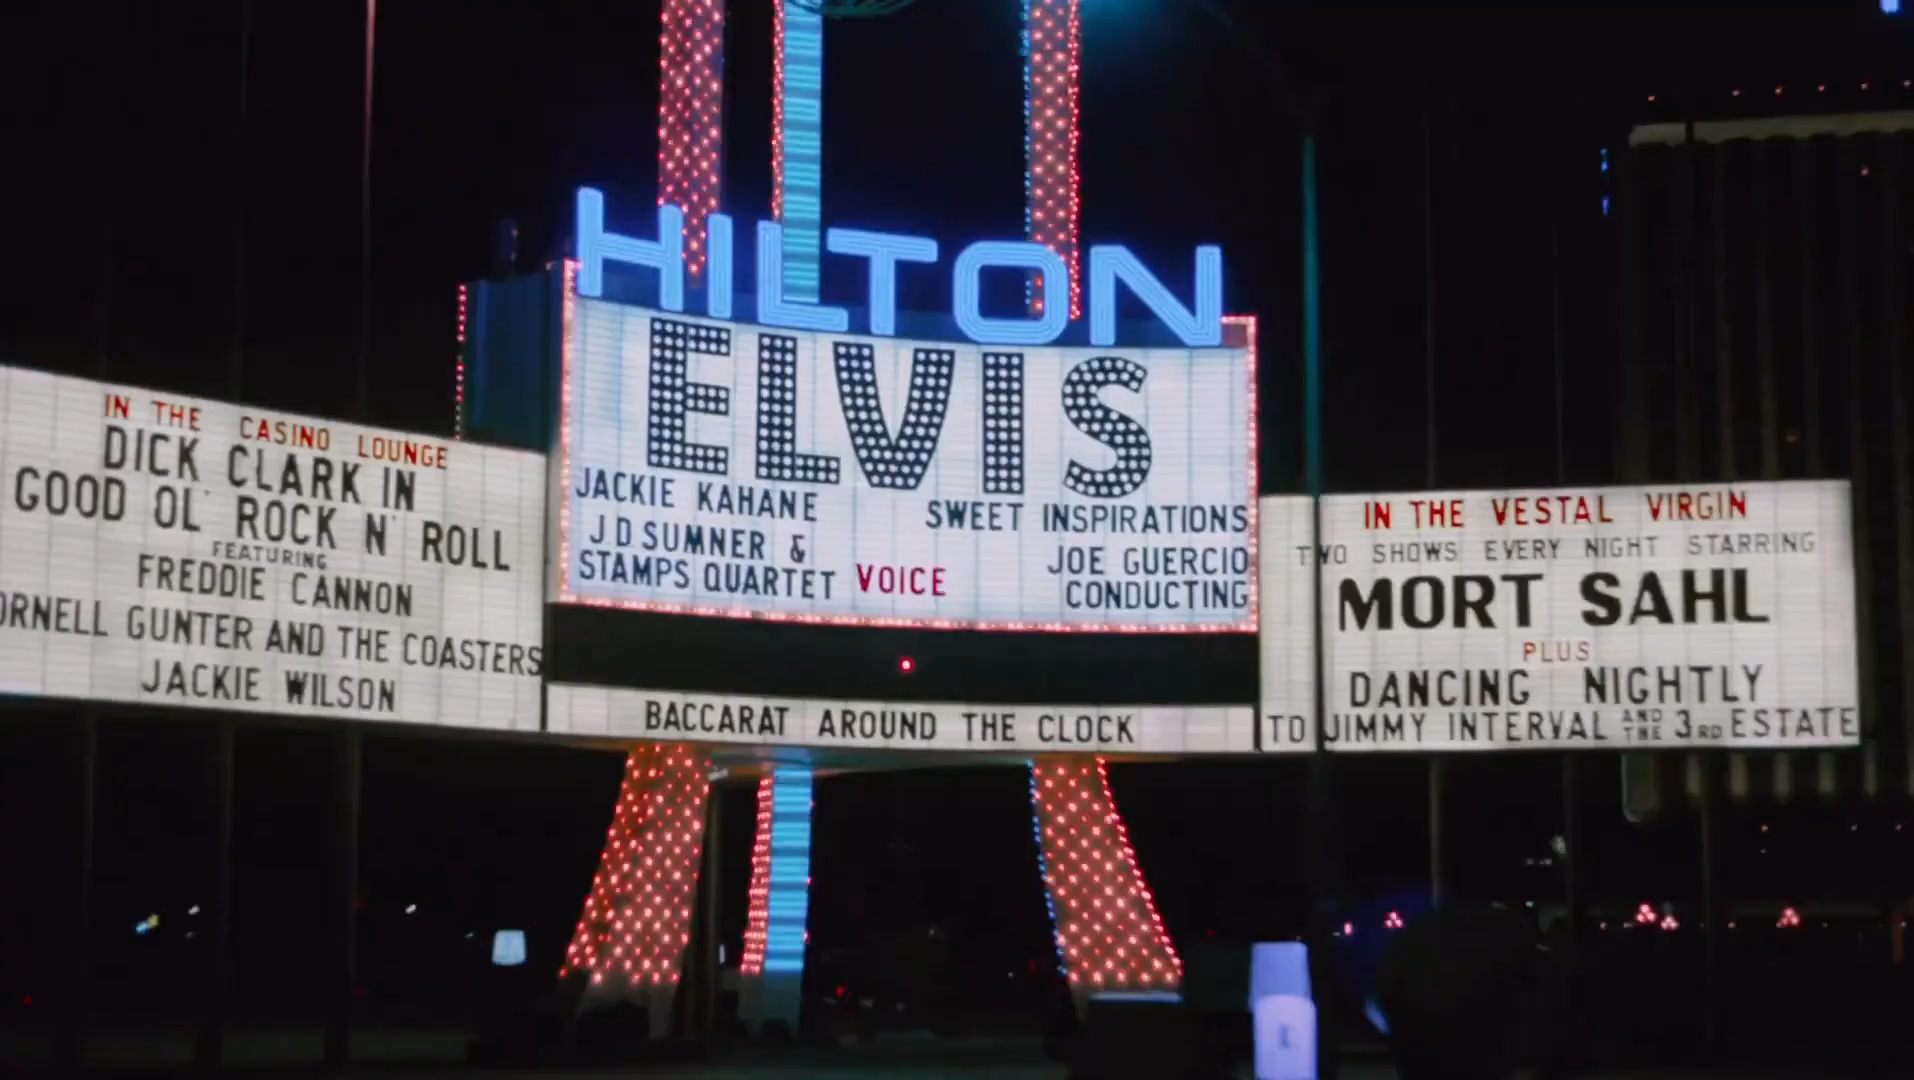 HILTON
ELVIS
JACKIE KAHANE
J D SUMNER &
STAMPS QUARTET
VOICE
SWEET INSPIRATIONS
JOE GUERCIO
CONDUCTING
BACCARAT AROUND THE CLOCK
IN THE CASINO LOUNGE
DICK CLARK IN
GOOD OL' ROCK N' ROLL
FEATURING
FREDDIE CANNON
ORNELL GUNTER AND THE COASTERS
JACKIE WILSON
IN THE VESTAL VIRGIN
TWO SHOWS EVERY NIGHT STARRING
MORT SAHL
PLUS
DANCING NIGHTLY
TO JIMMY INTERVAL AND THE 3RD ESTATE